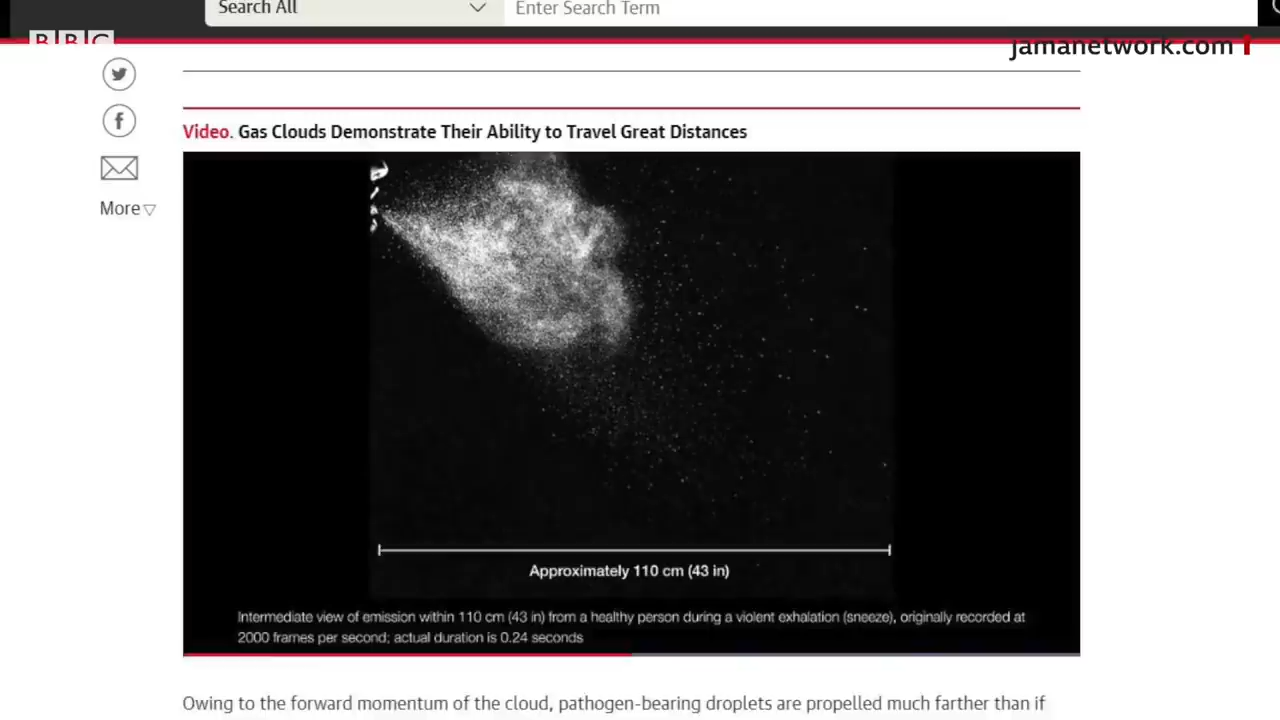 Search All
Enter Search Term
BBC
jamanetwork.com
Video. Gas Clouds Demonstrate Their Ability to Travel Great Distances
More
Approximately 110 cm (43 in)
Intermediate view of emission within 110 cm (43 in) from a healthy person during a violent exhalation (sneeze), originally recorded at
2000 frames per second; actual duration is 0.24 seconds
Owing to the forward momentum of the cloud, pathogen-bearing droplets are propelled much farther than if